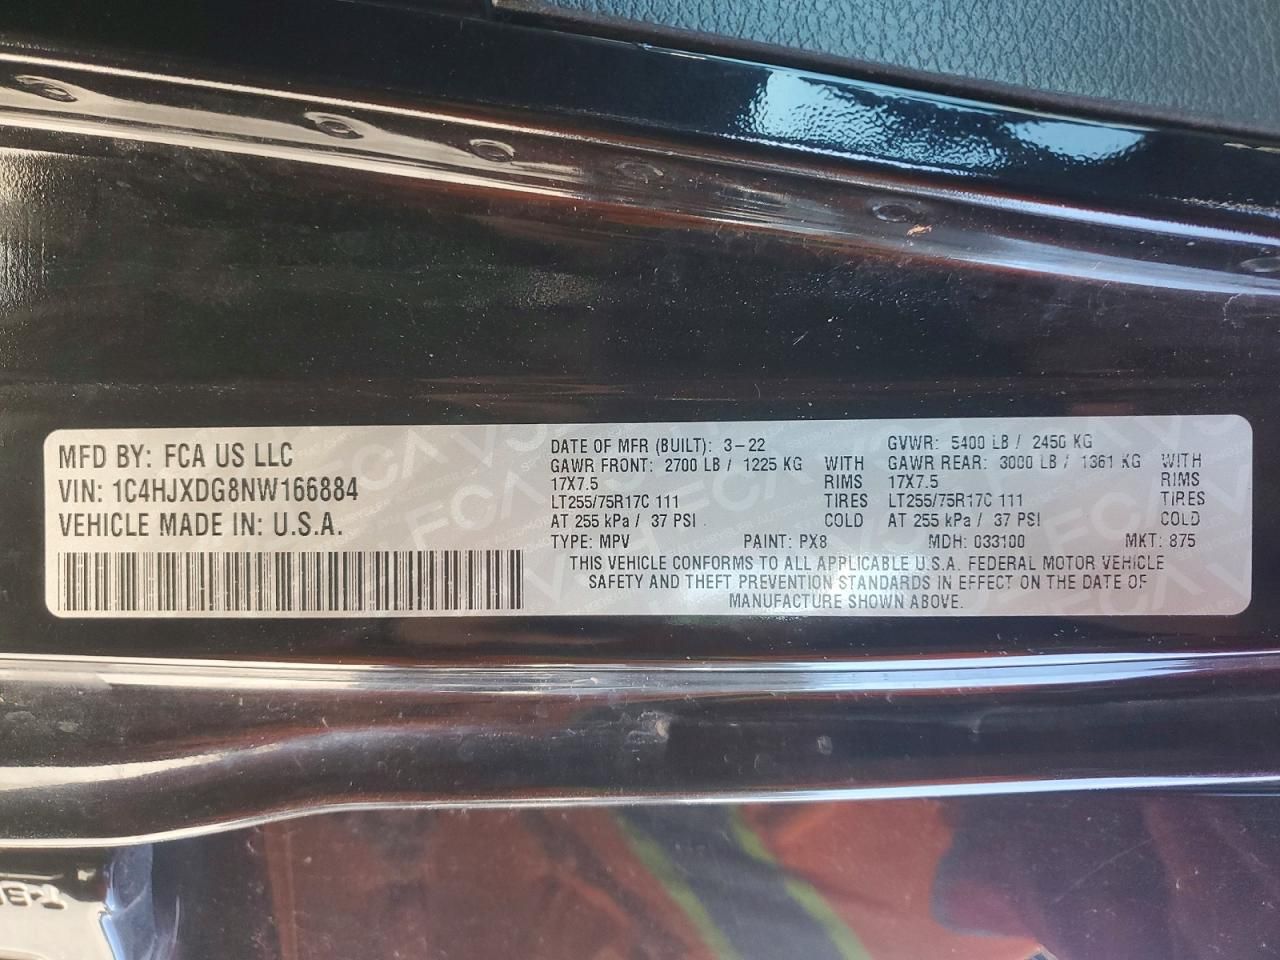 MFD BY: FCA US LLC
VIN: 1C4HJXDG8NW166884
VEHICLE MADE IN: U.S.A.
DATE OF MFR (BUILT): 3-22 GVWR: 5400 LB / 2450 KG
GAWR FRONT: 2700 LB / 1225 KG WITH GAWR REAR: 3000 LB / 1361 KG WITH
17X7.5 RIMS 17X7.5 RIMS
LT255/75R17C 111 TIRES LT255/75R17C 111 TIRES
AT 255 kPa / 37 PSI COLD AT 255 kPa / 37 PSI COLD
TYPE: MPV PAINT: PX8 MDH: 033100 MKT: 875
THIS VEHICLE CONFORMS TO ALL APPLICABLE U.S.A. FEDERAL MOTOR VEHICLE
SAFETY AND THEFT PREVENTION STANDARDS IN EFFECT ON THE DATE OF
MANUFACTURE SHOWN ABOVE.